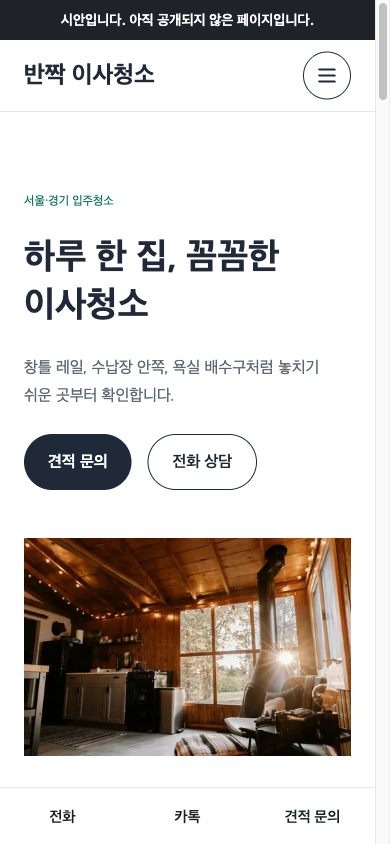 시안입니다. 아직 공개되지 않은 페이지입니다.
반짝 이사청소
서울·경기 입주청소
하루 한 집, 꼼꼼한
이사청소
창틀 레일, 수납장 안쪽, 욕실 배수구처럼 놓치기
쉬운 곳부터 확인합니다.
견적 문의
전화 상담
전화
카톡
견적 문의